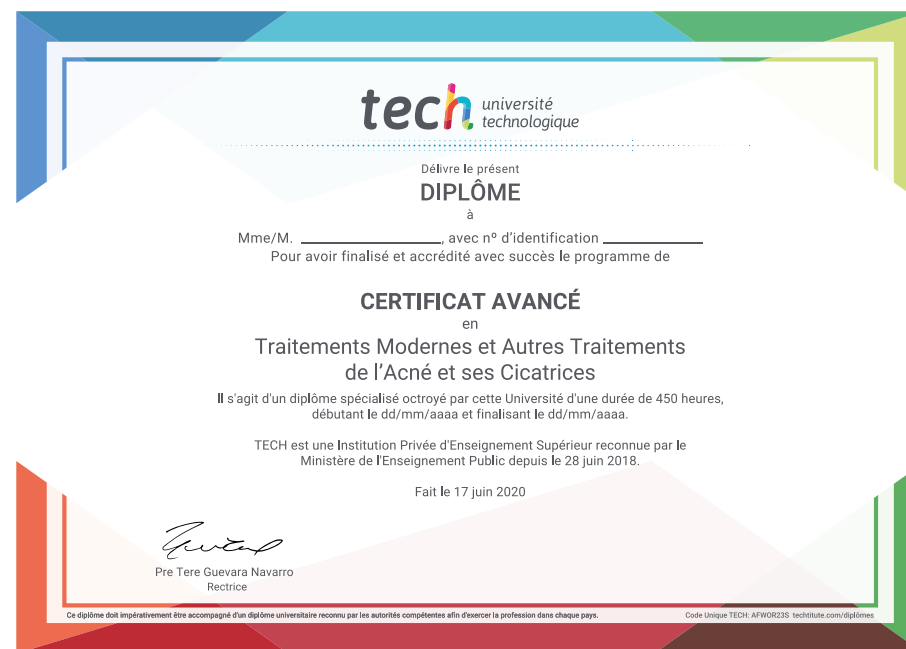 tech université
technologique
Délivre le présent
DIPLÔME
à
Mme/M. ____________________, avec nº d'identification ______________
Pour avoir finalisé et accrédité avec succès le programme de
CERTIFICAT AVANCÉ
en
Traitements Modernes et Autres Traitements
de l'Acné et ses Cicatrices
Il s'agit d'un diplôme spécialisé octroyé par cette Université d'une durée de 450 heures,
débutant le dd/mm/aaaa et finalisant le dd/mm/aaaa.
TECH est une Institution Privée d'Enseignement Supérieur reconnue par le
Ministère de l'Enseignement Public depuis le 28 juin 2018.
Fait le 17 juin 2020
Pre Tere Guevara Navarro
Rectrice
Ce diplôme doit impérativement être accompagné d'un diplôme universitaire reconnu par les autorités compétentes afin d'exercer la profession dans chaque pays.
Code Unique TECH: AFWOR23S techtitute.com/diplômes